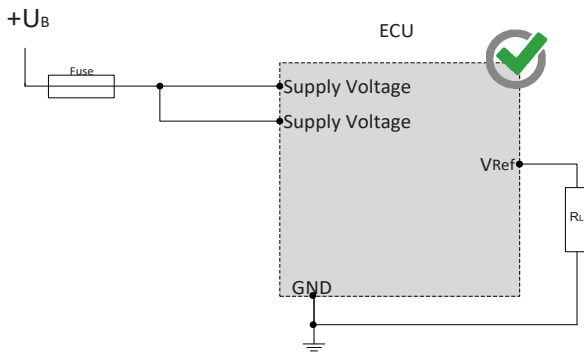 +UB
ECU
Fuse
Supply Voltage
Supply Voltage
VRef
RL
GND